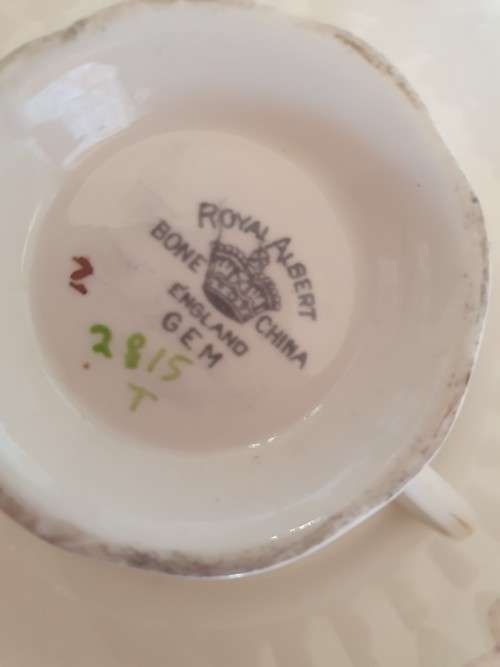 ROYAL ALBERT
BONE CHINA
ENGLAND
GEM
2
2815
T